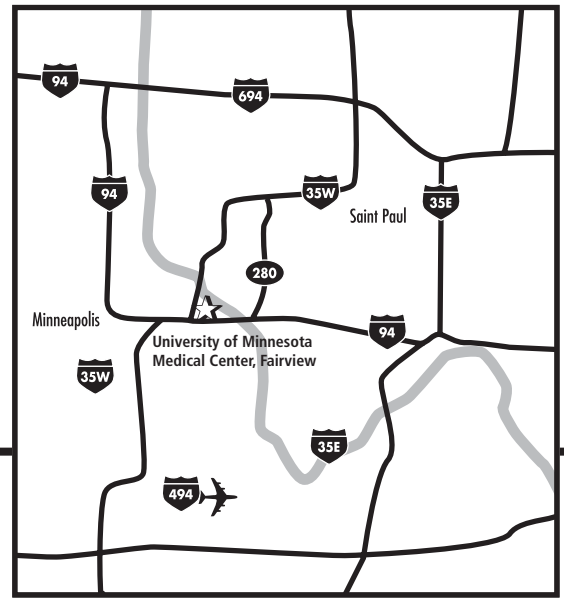 94
694
94
35W
Saint Paul
35E
280
Minneapolis
94
University of Minnesota
Medical Center, Fairview
35W
35E
494